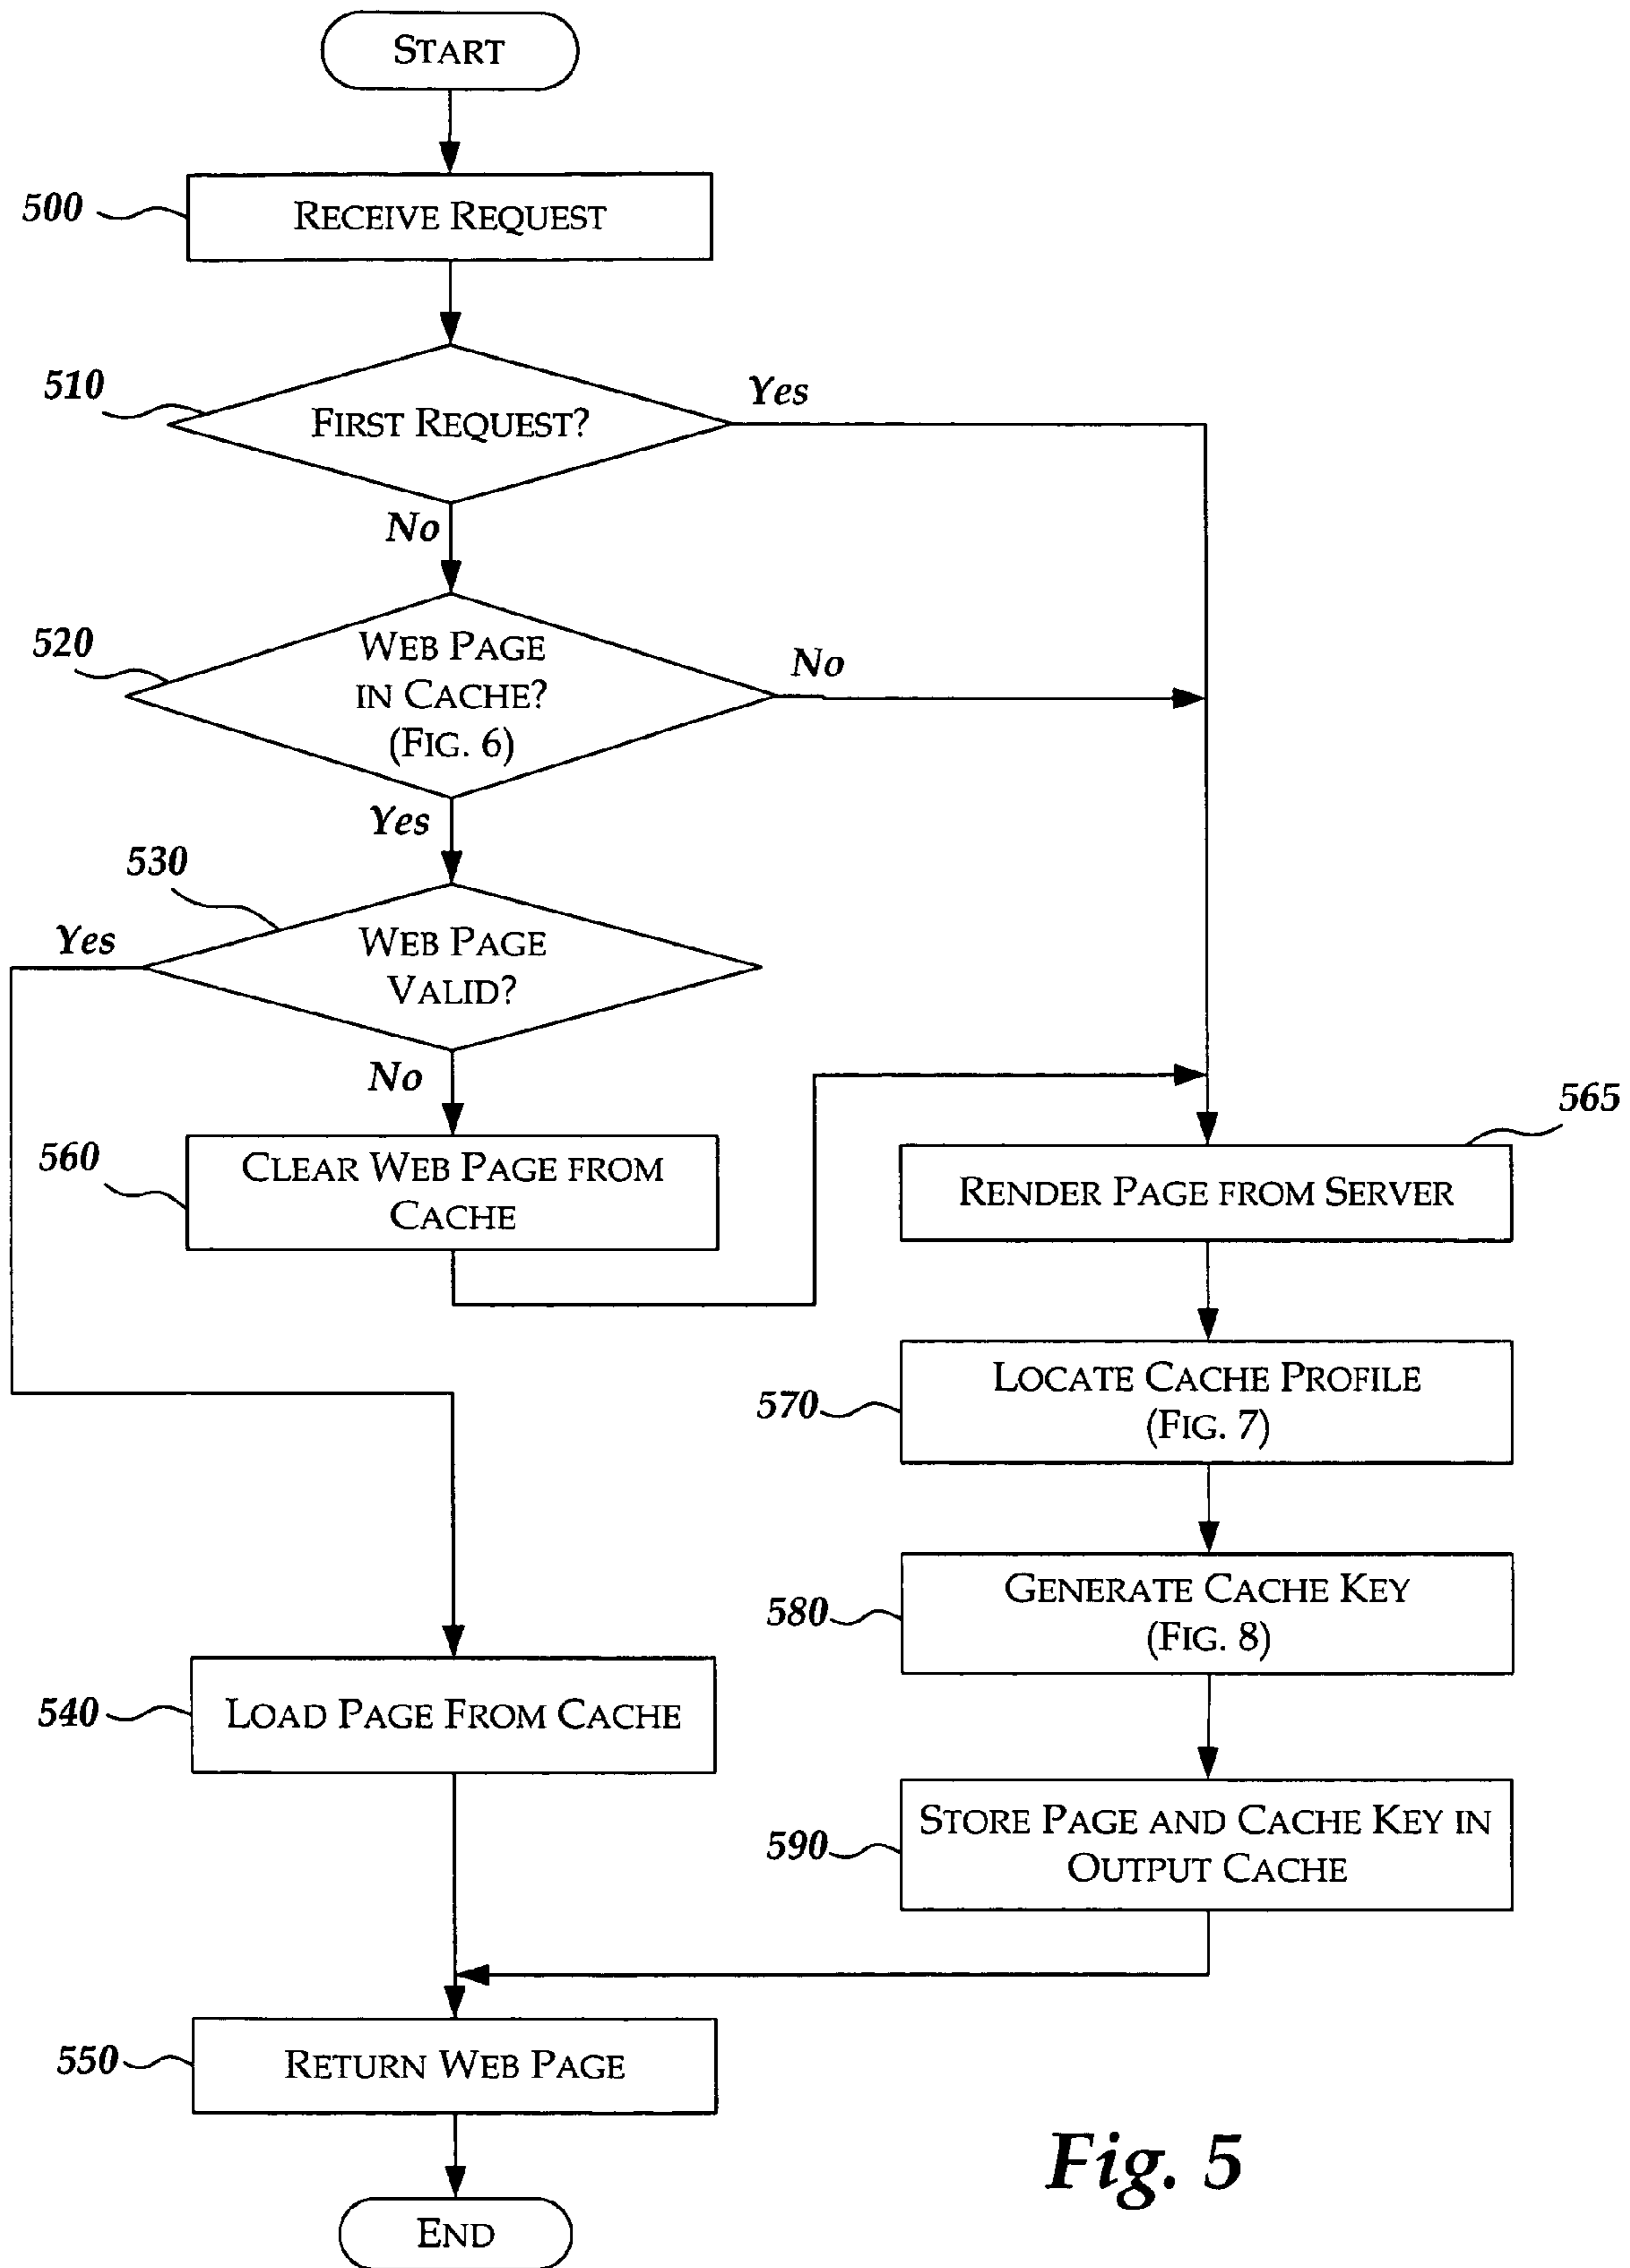 START
500
RECEIVE REQUEST
510
FIRST REQUEST?
Yes
No
520
WEB PAGE
IN CACHE?
(FIG. 6)
No
Yes
530
WEB PAGE
VALID?
Yes
No
560
CLEAR WEB PAGE FROM
CACHE
565
RENDER PAGE FROM SERVER
570
LOCATE CACHE PROFILE
(FIG. 7)
580
GENERATE CACHE KEY
(FIG. 8)
540
LOAD PAGE FROM CACHE
590
STORE PAGE AND CACHE KEY IN
OUTPUT CACHE
550
RETURN WEB PAGE
END
Fig. 5